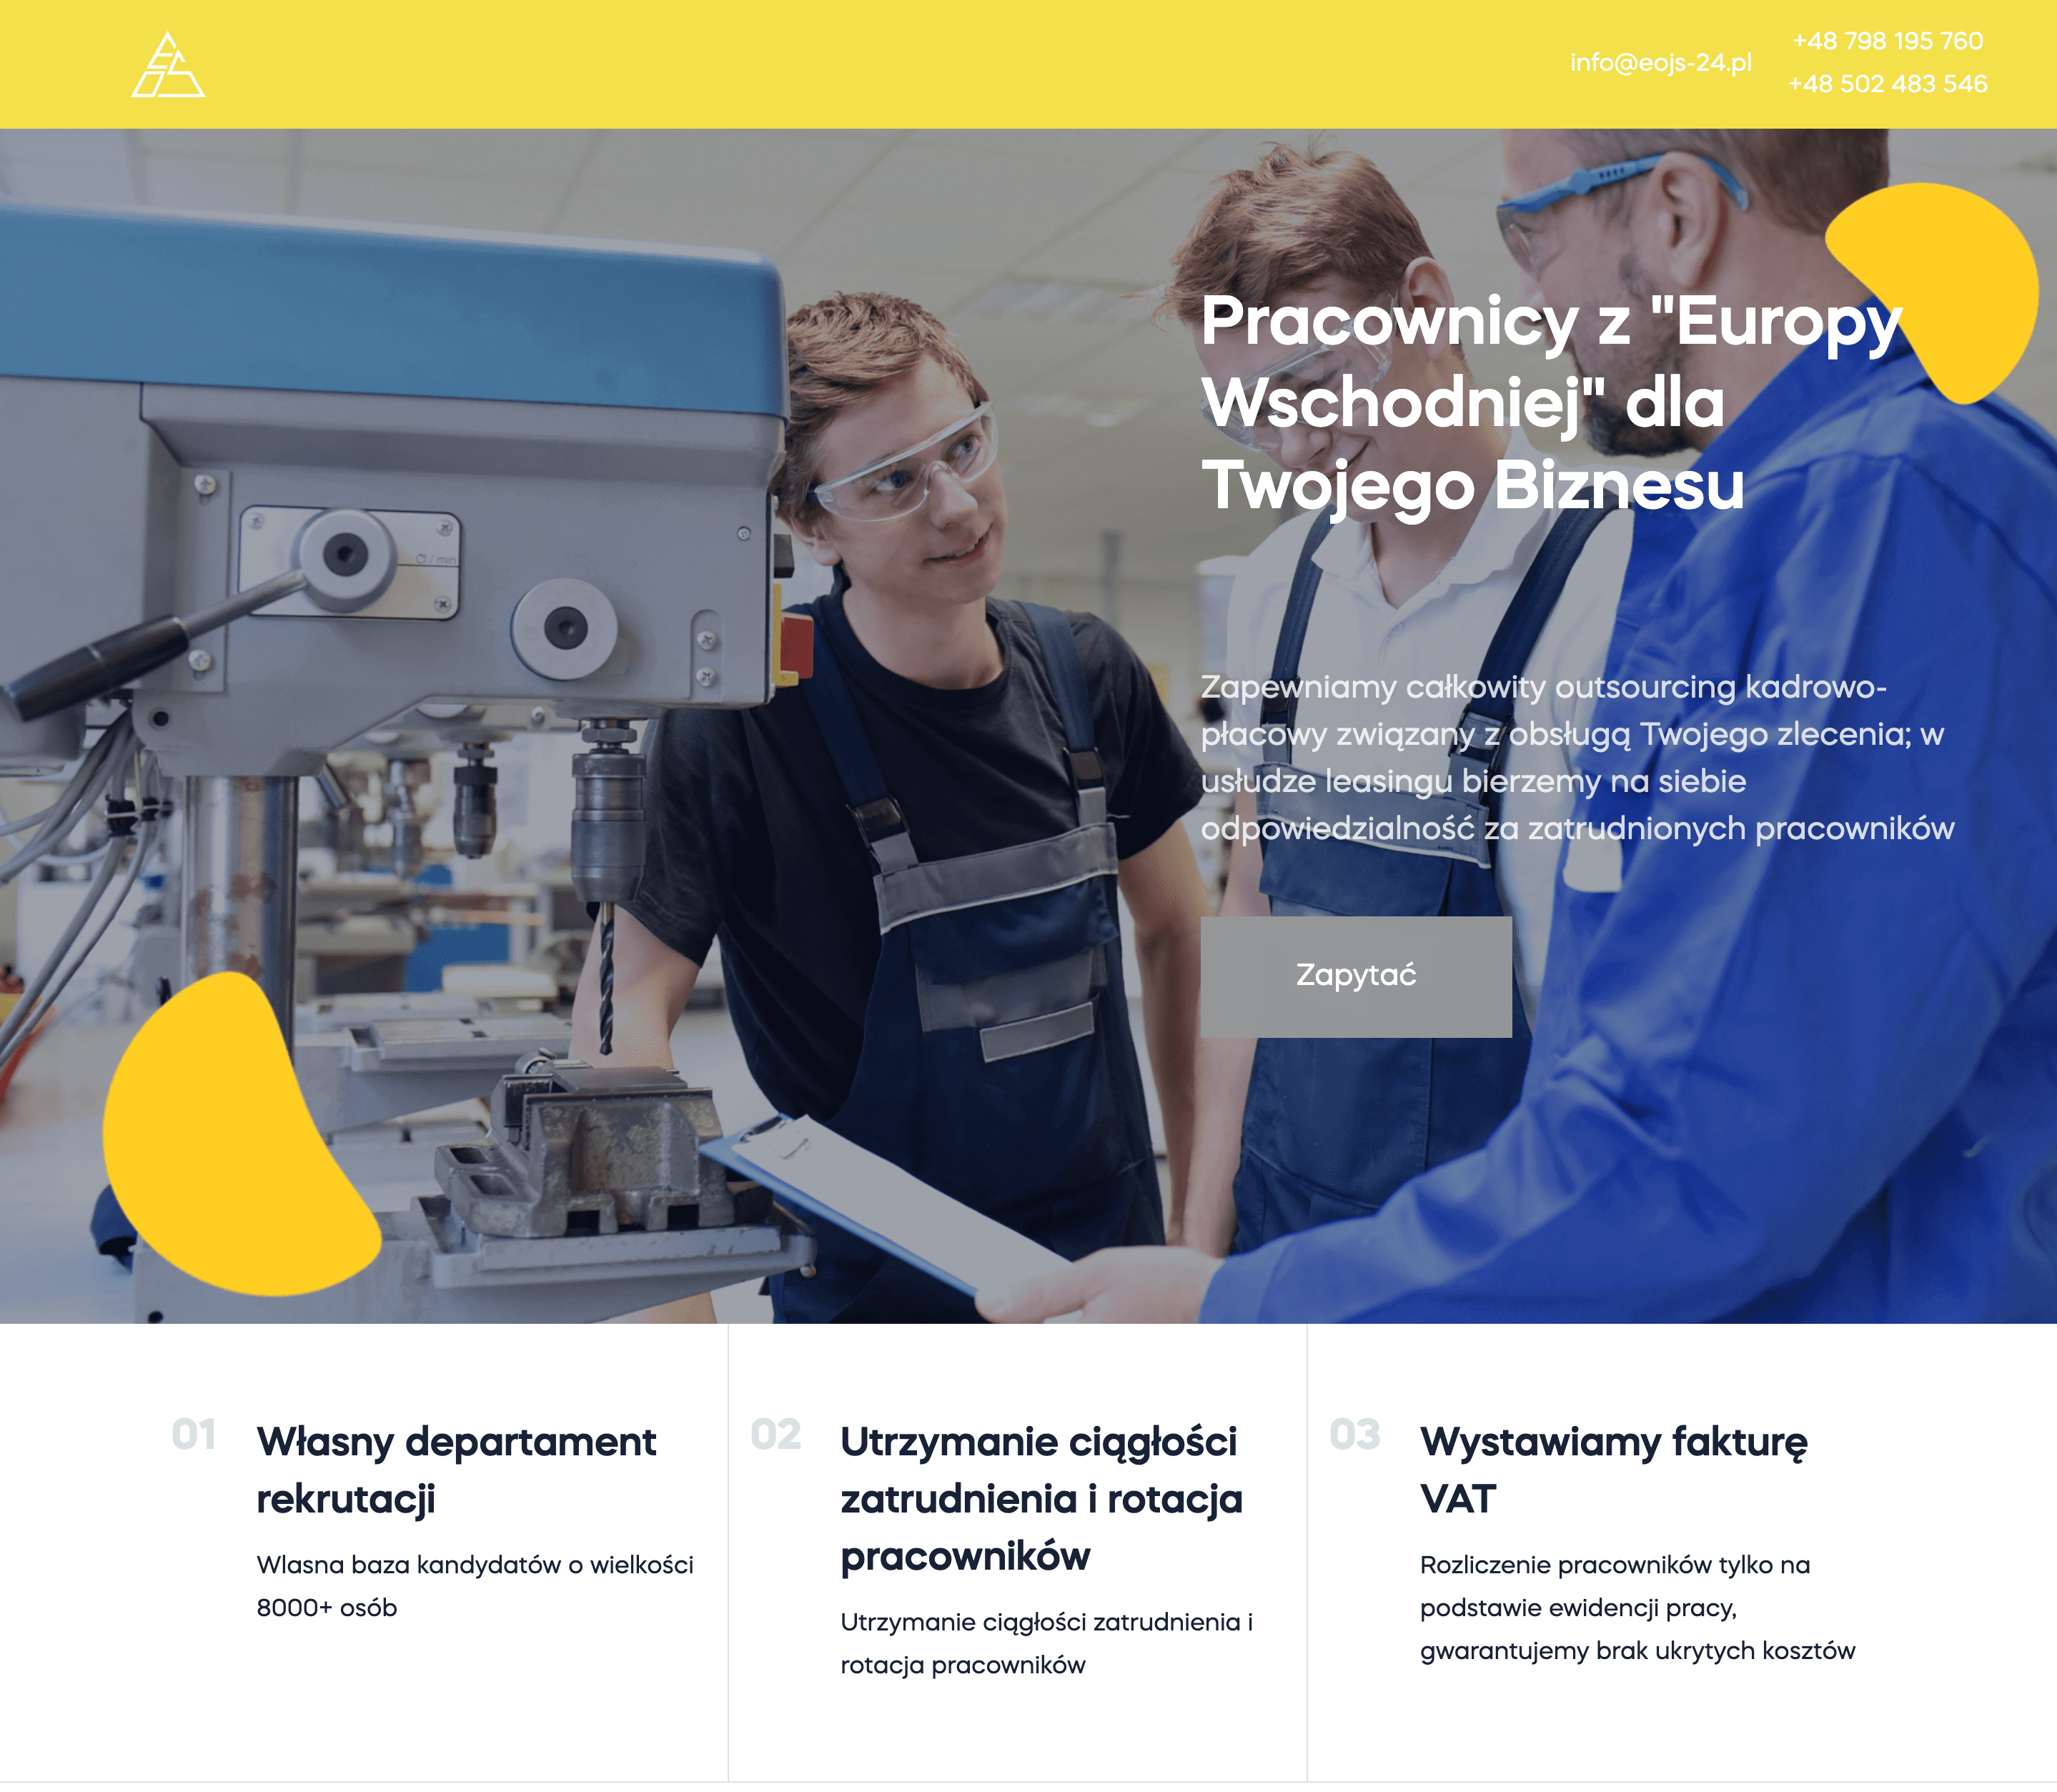 info@eojs-24.pl
+48 798 195 760
+48 502 483 546
Pracownicy z "Europy
Wschodniej" dla
Twojego Biznesu
Zapewniamy całkowity outsourcing kadrowo-
płacowy związany z obsługą Twojego zlecenia; w
usłudze leasingu bierzemy na siebie
odpowiedzialność za zatrudnionych pracowników
Zapytać
01
Własny departament
rekrutacji
Wlasna baza kandydatów o wielkości
8000+ osób
02
Utrzymanie ciągłości
zatrudnienia i rotacja
pracowników
Utrzymanie ciągłości zatrudnienia i
rotacja pracowników
03
Wystawiamy fakturę
VAT
Rozliczenie pracowników tylko na
podstawie ewidencji pracy,
gwarantujemy brak ukrytych kosztów